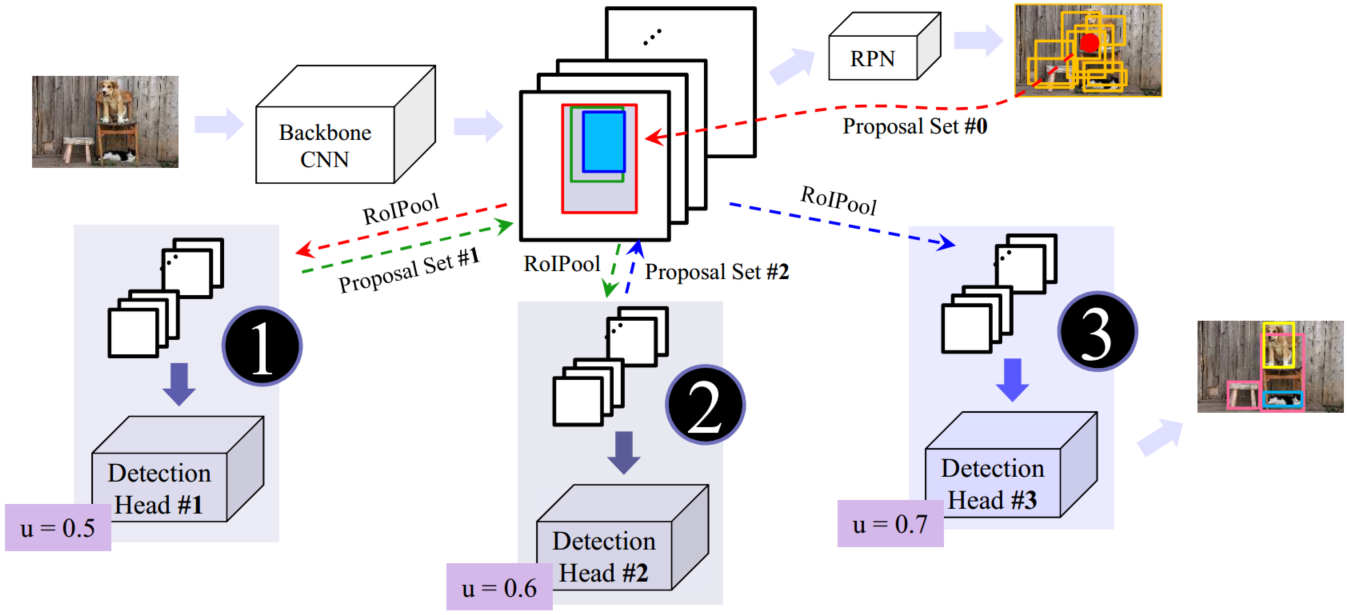 RPN
Backbone
CNN
Proposal Set #0
RoIPool
Proposal Set #1
RoIPool
Proposal Set #2
RoIPool
1
Detection
Head #1
u = 0.5
2
Detection
Head #2
u = 0.6
3
Detection
Head #3
u = 0.7